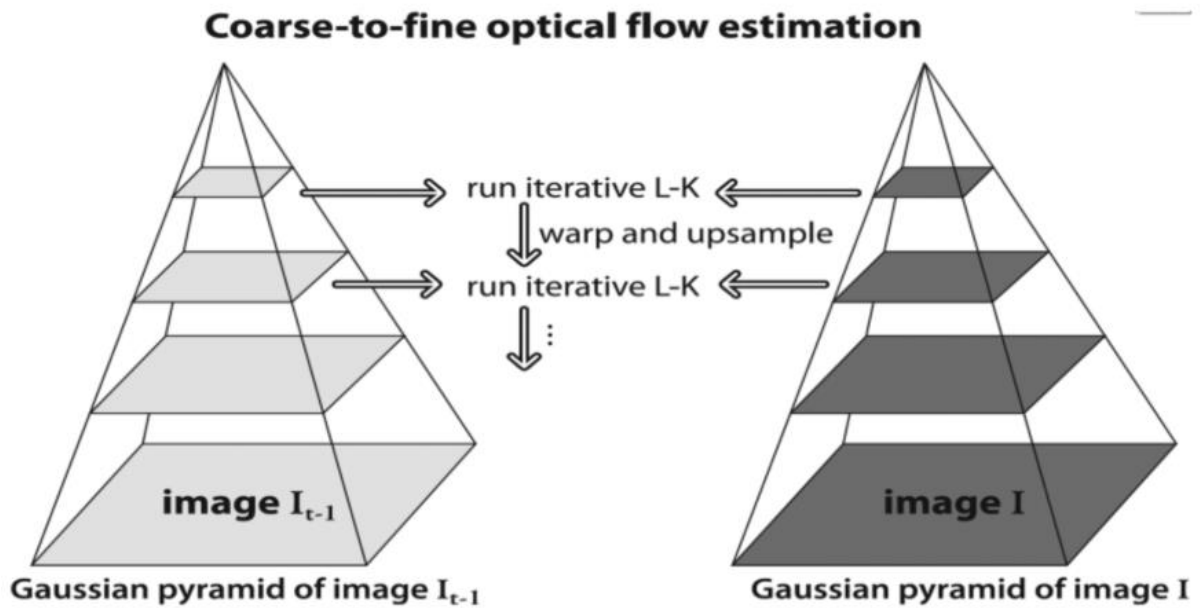 Coarse-to-fine optical flow estimation
run iterative L-K
warp and upsample
run iterative L-K
⋮
image Iₜ₋₁
image I
Gaussian pyramid of image Iₜ₋₁
Gaussian pyramid of image I